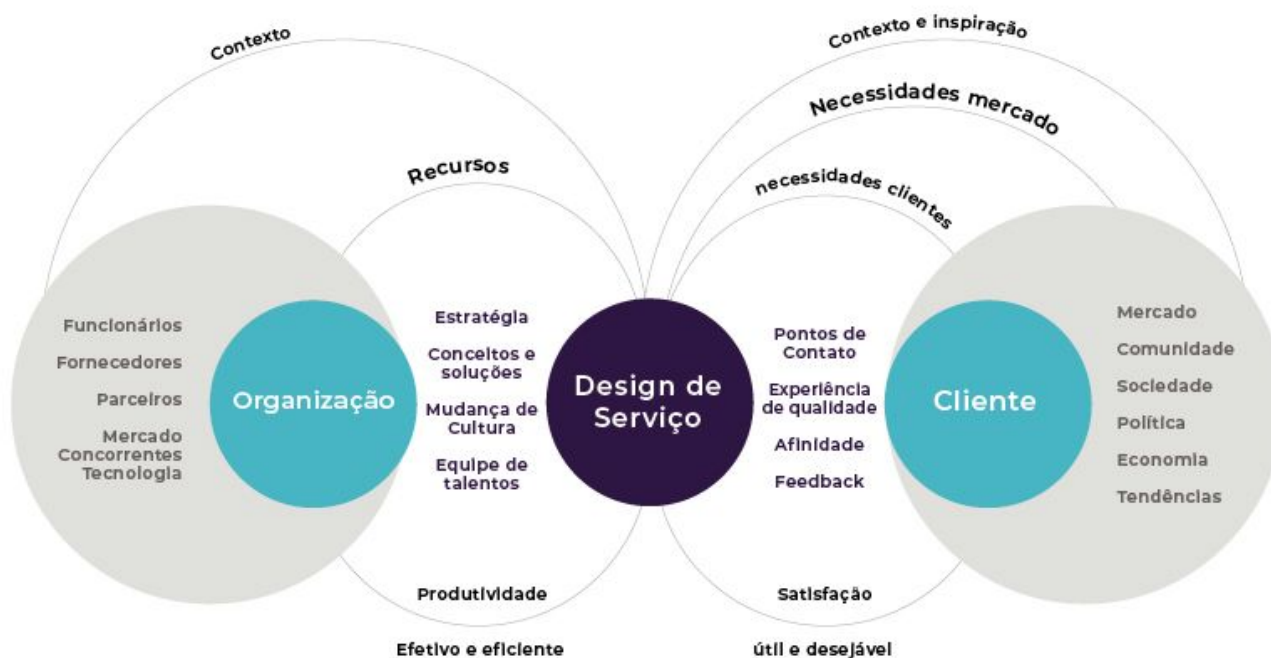 Contexto
Contexto e inspiração
Necessidades mercado
necessidades clientes
Recursos
Funcionários
Fornecedores
Parceiros
Mercado
Concorrentes
Tecnologia
Organização
Estratégia
Conceitos e
soluções
Mudança de
Cultura
Equipe de
talentos
Design de
Serviço
Pontos de
Contato
Experiência
de qualidade
Afinidade
Feedback
Cliente
Mercado
Comunidade
Sociedade
Política
Economia
Tendências
Produtividade
Efetivo e eficiente
Satisfação
útil e desejável